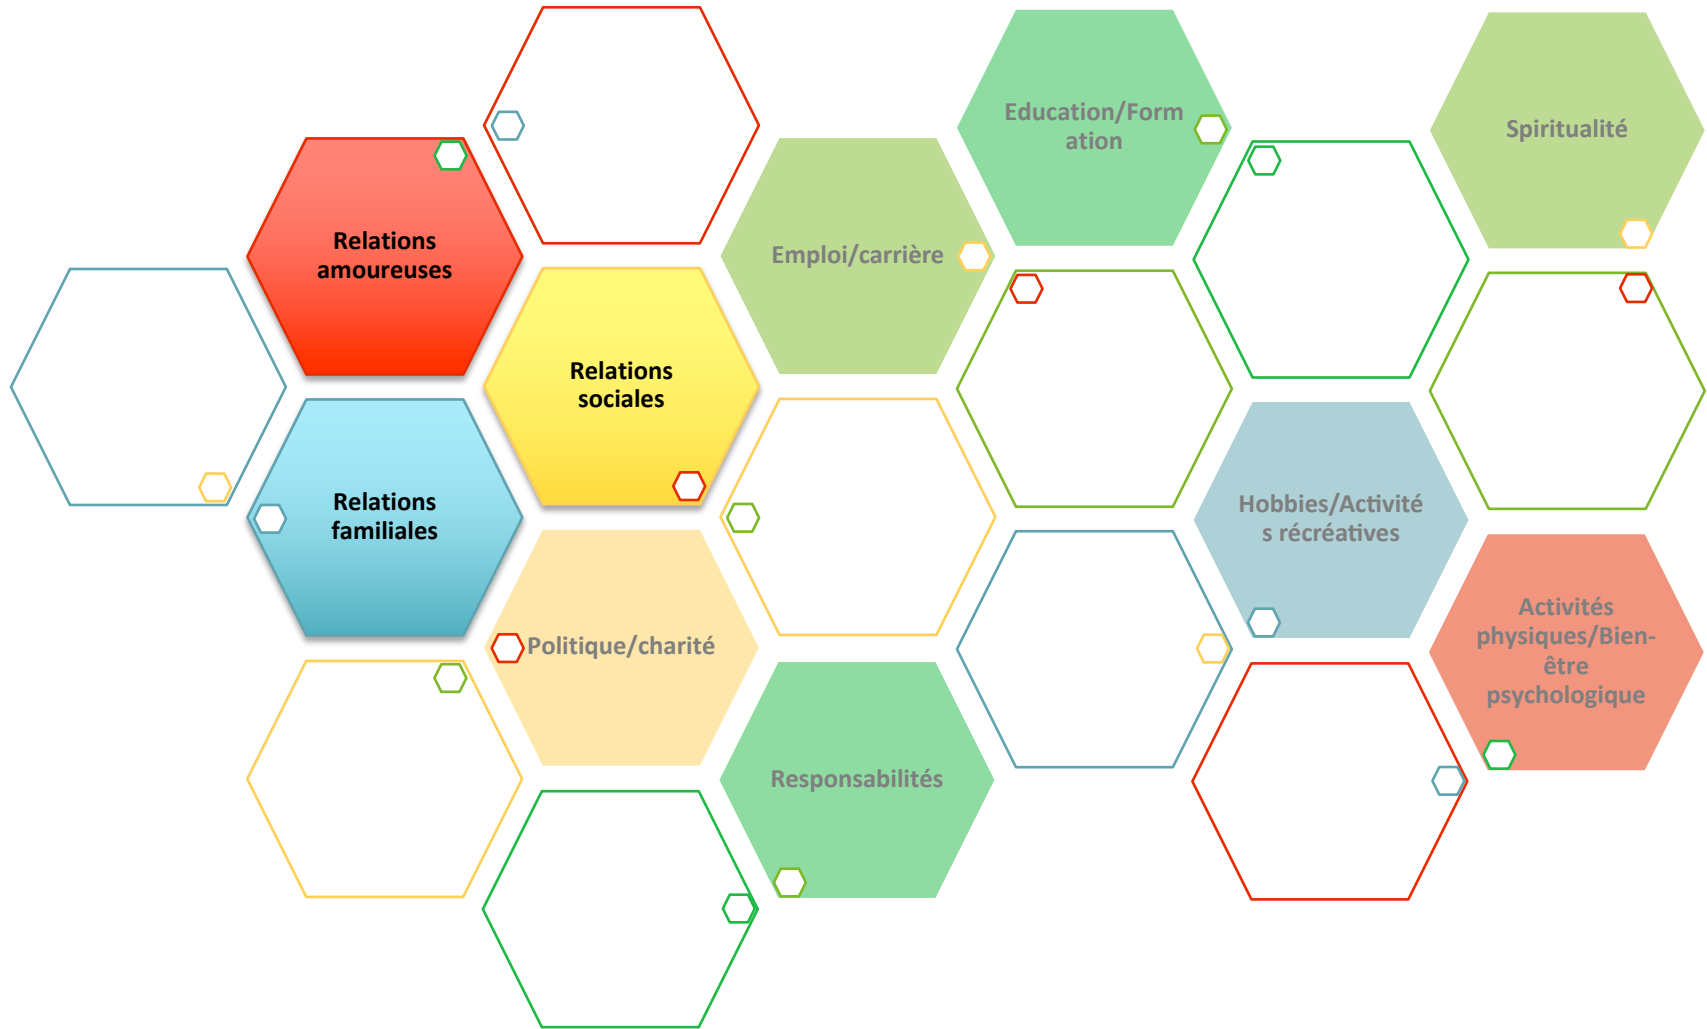 Education/Form
ation
Spiritualité
Relations
amoureuses
Emploi/carrière
Relations
sociales
Relations
familiales
Hobbies/Activité
s récréatives
Politique/charité
Activités
physiques/Bien-
être
psychologique
Responsabilités